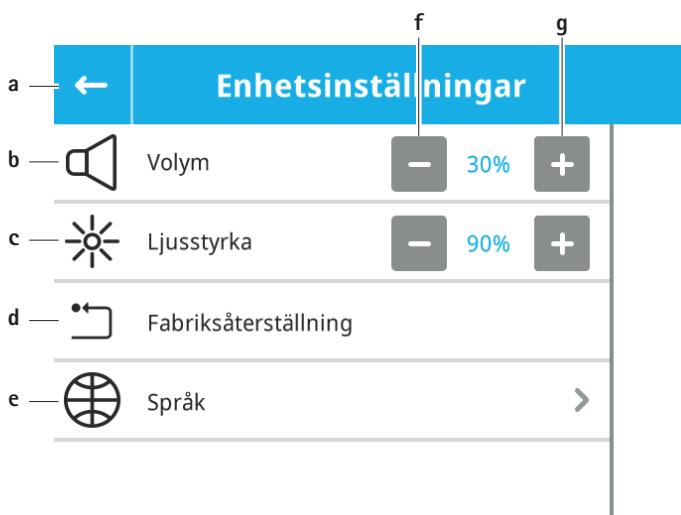 f g
a Enhetsinställningar
b Volym − 30% +
c Ljusstyrka − 90% +
d Fabriksåterställning
e Språk